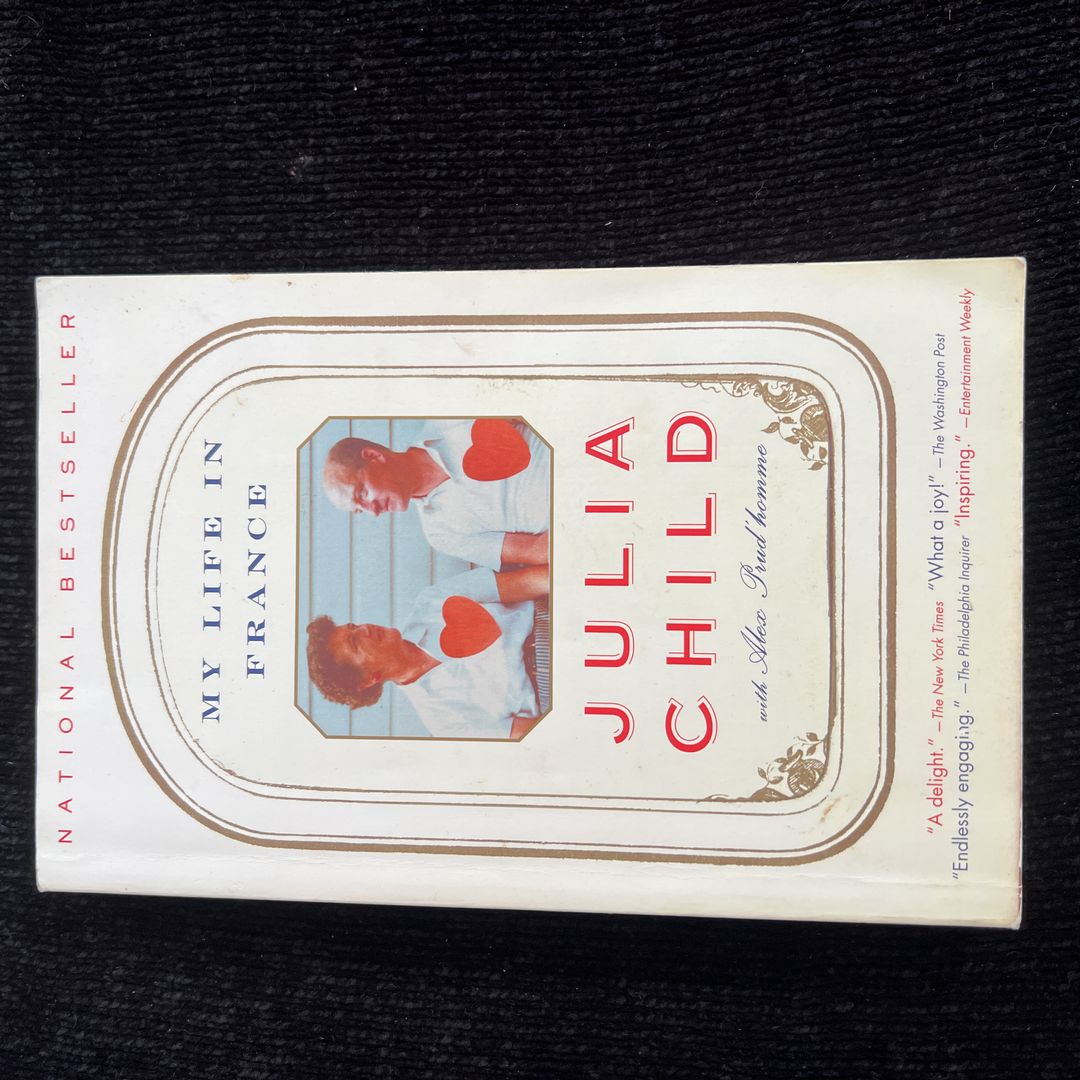 NATIONAL BESTSELLER
MY LIFE IN
FRANCE
JULIA
CHILD
with Alex Prud'homme
“A delight.” —The New York Times “What a joy!” —The Washington Post
“Endlessly engaging.” —The Philadelphia Inquirer “Inspiring.” —Entertainment Weekly